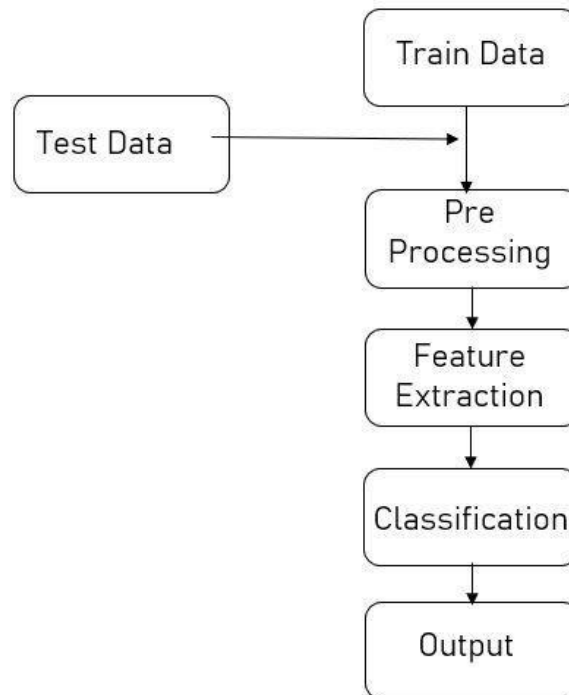 Train Data
Test Data
Pre
Processing
Feature
Extraction
Classification
Output